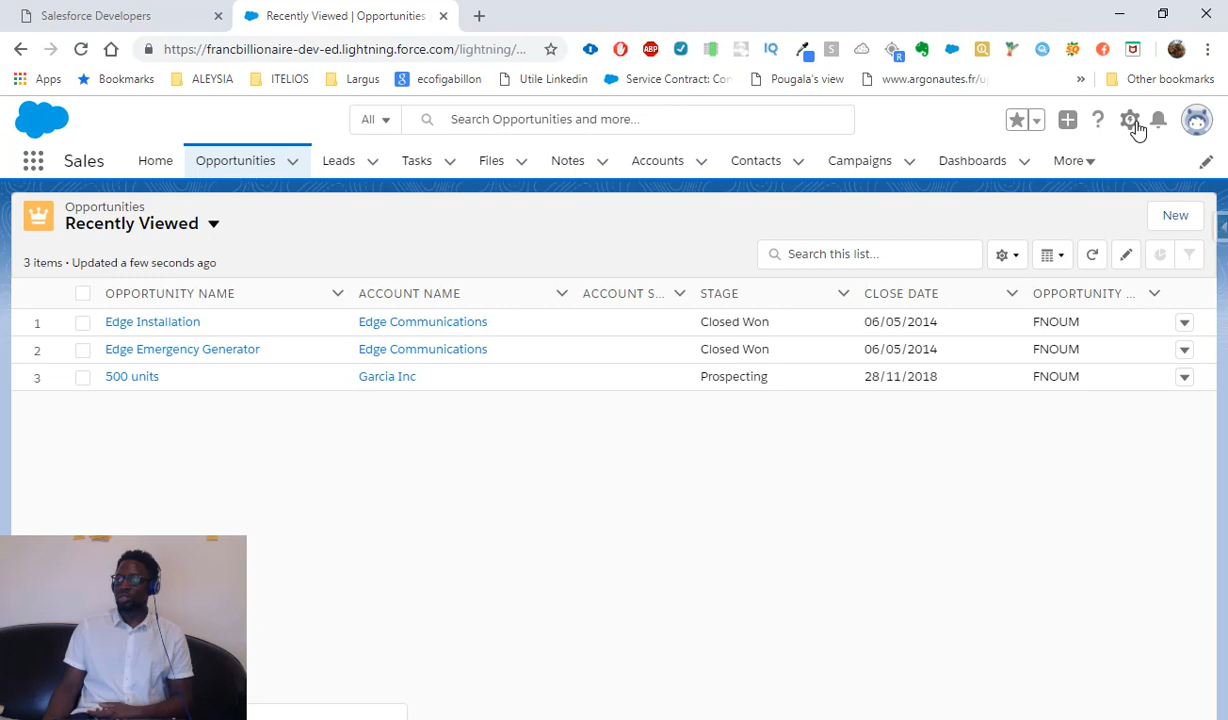 Salesforce Developers
Recently Viewed | Opportunities
https://francbillionaire-dev-ed.lightning.force.com/lightning/...
ABP
IQ
S
R
Apps
Bookmarks
ALEYSIA
ITELIOS
Largus
ecofigabillon
Utile Linkedin
Service Contract: Con
Pougala's view
www.argonautes.fr/up
»
Other bookmarks
All
Search Opportunities and more...
Sales
Home
Opportunities
Leads
Tasks
Files
Notes
Accounts
Contacts
Campaigns
Dashboards
More
Opportunities
Recently Viewed
New
3 items • Updated a few seconds ago
Search this list...
OPPORTUNITY NAME ACCOUNT NAME ACCOUNT S... STAGE CLOSE DATE OPPORTUNITY ...
1 Edge Installation Edge Communications Closed Won 06/05/2014 FNOUM
2 Edge Emergency Generator Edge Communications Closed Won 06/05/2014 FNOUM
3 500 units Garcia Inc Prospecting 28/11/2018 FNOUM